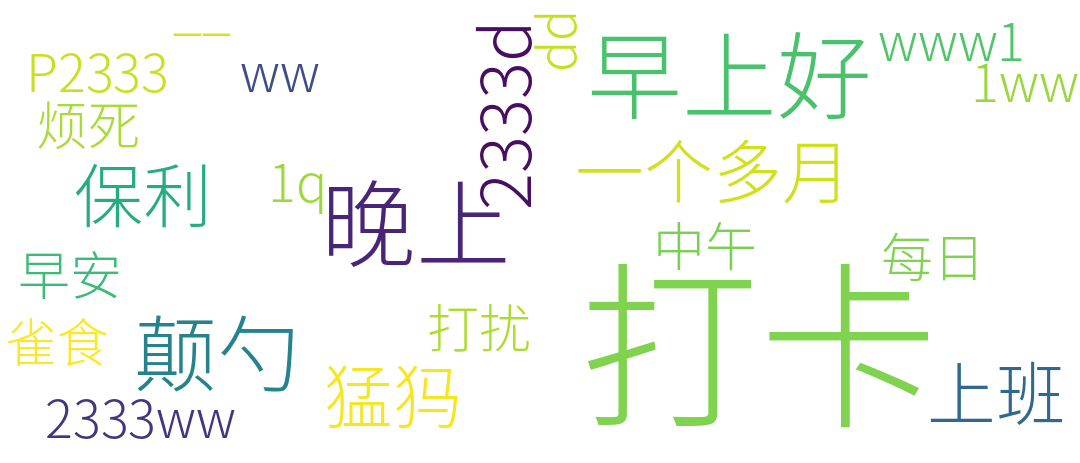 一一
P2333
ww
烦死
2333d
dd
早上好
www1
1ww
一个多月
保利
1q
晚上
中午
每日
早安
打卡
雀食
颠勺
打扰
猛犸
上班
2333ww